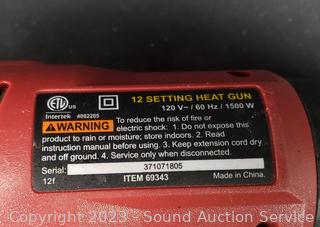 ETL
US
Intertek 4002205
12 SETTING HEAT GUN
120 V~ / 60 Hz / 1500 W
WARNING To reduce the risk of fire or
electric shock: 1. Do not expose this
product to rain or moisture; store indoors. 2. Read
instruction manual before using. 3. Keep extension cord dry
and off ground. 4. Service only when disconnected.
Serial: 371071805
12f ITEM 69343 Made in China.
Copyright 2023 - Sound Auction Service